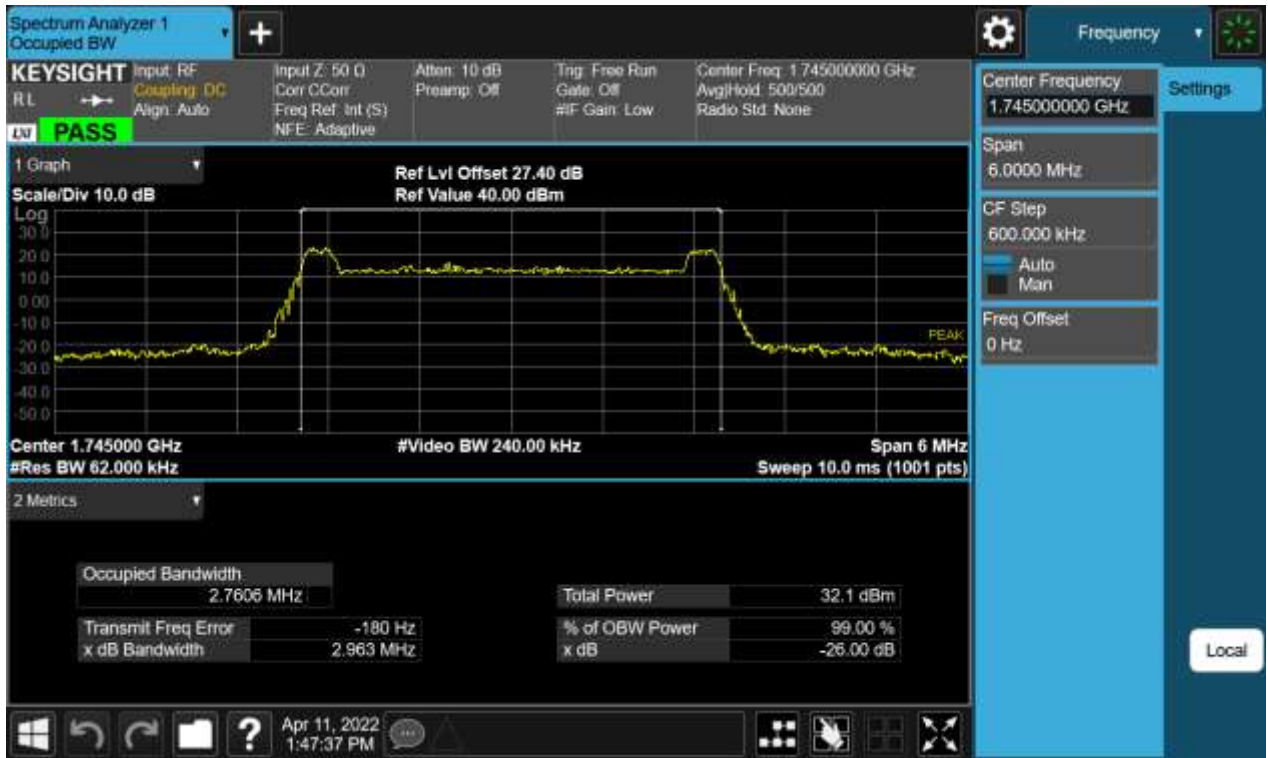 Spectrum Analyzer 1
Occupied BW
Frequency
KEYSIGHT
RL
LXI
PASS
Input: RF
Coupling: DC
Align: Auto
Input Z: 50 Ω
Corr CCorr
Freq Ref: Int (S)
NFE: Adaptive
Atten: 10 dB
Preamp: Off
Trig: Free Run
Gate: Off
#IF Gain: Low
Center Freq: 1.745000000 GHz
Avg|Hold: 500/500
Radio Std: None
Center Frequency
1.745000000 GHz
Settings
Span
6.0000 MHz
CF Step
600.000 kHz
Auto
Man
Freq Offset
0 Hz
1 Graph
Scale/Div 10.0 dB
Ref Lvl Offset 27.40 dB
Ref Value 40.00 dBm
Log
30.0
20.0
10.0
0.00
-10.0
-20.0
-30.0
-40.0
-50.0
PEAK
Center 1.745000 GHz
#Video BW 240.00 kHz
Span 6 MHz
#Res BW 62.000 kHz
Sweep 10.0 ms (1001 pts)
2 Metrics
Occupied Bandwidth
2.7606 MHz
Total Power 32.1 dBm
Transmit Freq Error -180 Hz
% of OBW Power 99.00 %
x dB Bandwidth 2.963 MHz
x dB -26.00 dB
Local
?
Apr 11, 2022
1:47:37 PM